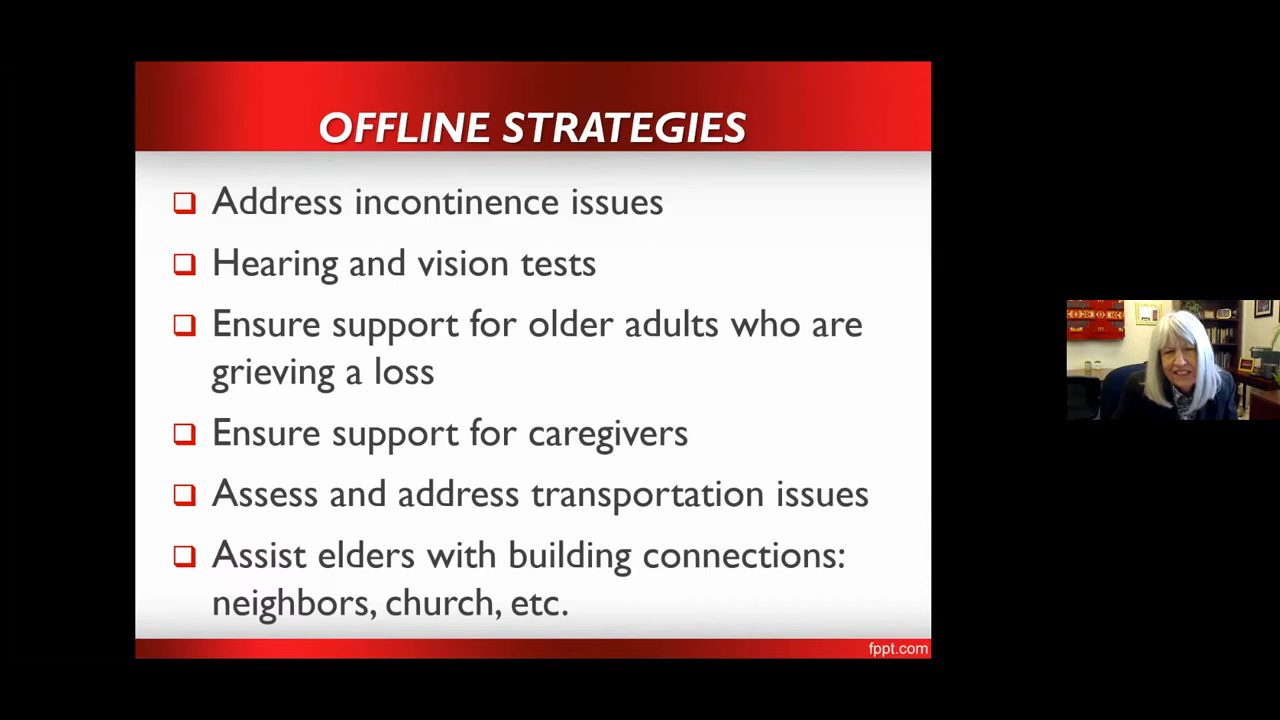 OFFLINE STRATEGIES
Address incontinence issues
Hearing and vision tests
Ensure support for older adults who are
grieving a loss
Ensure support for caregivers
Assess and address transportation issues
Assist elders with building connections:
neighbors, church, etc.
fppt.com